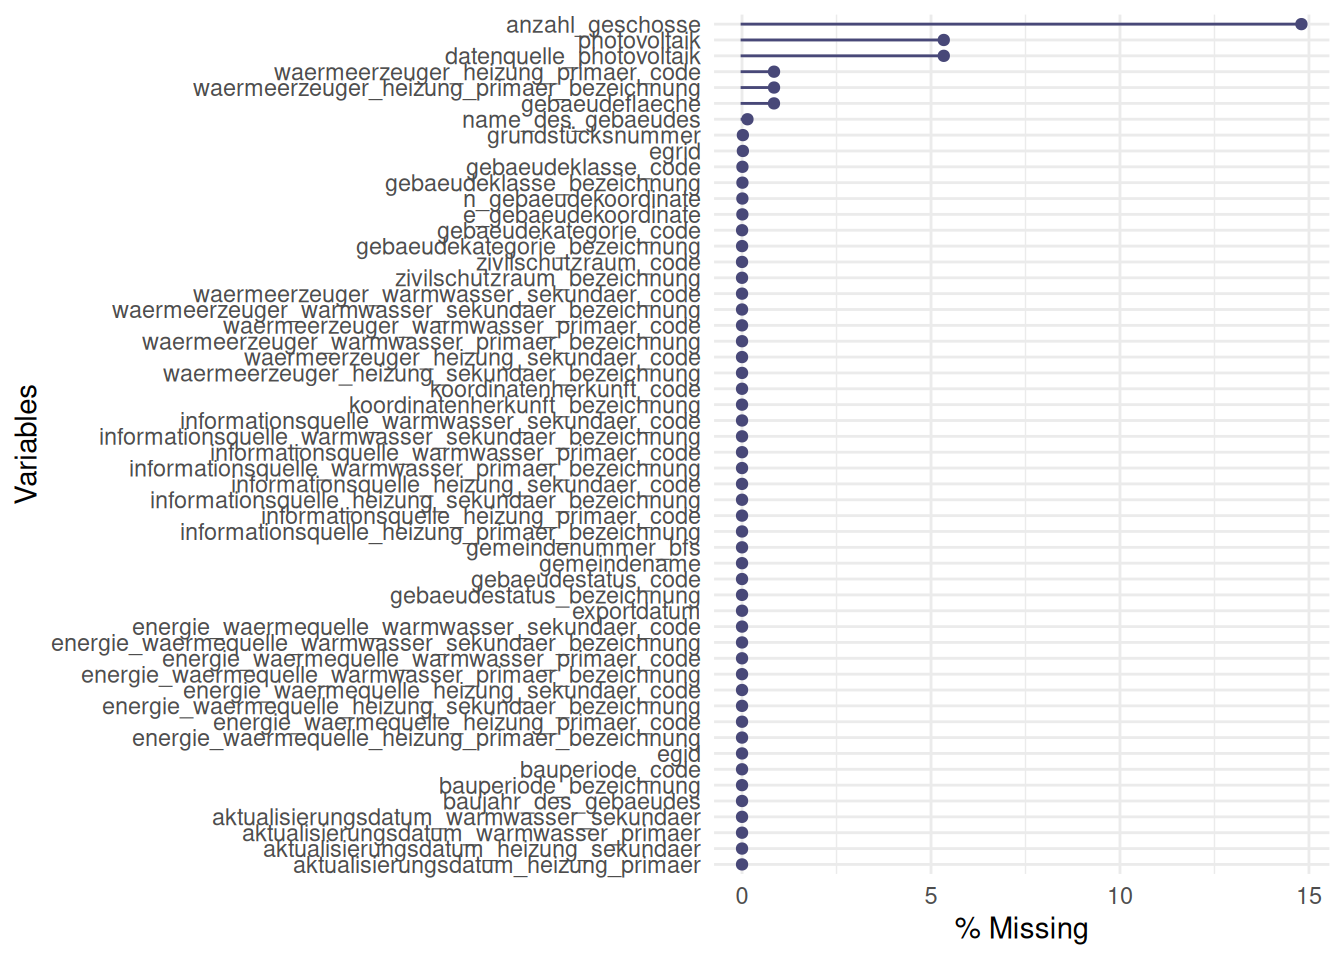 anzahl_geschosse
photovoltaik
datenquelle_photovoltaik
waermeerzeuger_heizung_primaer_code
waermeerzeuger_heizung_primaer_bezeichnung
gebaeudeflaeche
name_des_gebaeudes
grundstücksnummer
egrid
gebaeudeklasse_code
gebaeudeklasse_bezeichnung
n_gebaeudekoordinate
e_gebaeudekoordinate
gebaeudekategorie_code
gebaeudekategorie_bezeichnung
zivilschutzraum_code
zivilschutzraum_bezeichnung
waermeerzeuger_warmwasser_sekundaer_code
waermeerzeuger_warmwasser_sekundaer_bezeichnung
waermeerzeuger_warmwasser_primaer_code
waermeerzeuger_warmwasser_primaer_bezeichnung
waermeerzeuger_heizung_sekundaer_code
waermeerzeuger_heizung_sekundaer_bezeichnung
koordinatenherkunft_code
koordinatenherkunft_bezeichnung
informationsquelle_warmwasser_sekundaer_code
informationsquelle_warmwasser_sekundaer_bezeichnung
informationsquelle_warmwasser_primaer_code
informationsquelle_warmwasser_primaer_bezeichnung
informationsquelle_heizung_sekundaer_code
informationsquelle_heizung_sekundaer_bezeichnung
informationsquelle_heizung_primaer_code
informationsquelle_heizung_primaer_bezeichnung
gemeindenummer_bfs
gemeindename
gebaeudestatus_code
gebaeudestatus_bezeichnung
exportdatum
energie_waermequelle_warmwasser_sekundaer_code
energie_waermequelle_warmwasser_sekundaer_bezeichnung
energie_waermequelle_warmwasser_primaer_code
energie_waermequelle_warmwasser_primaer_bezeichnung
energie_waermequelle_heizung_sekundaer_code
energie_waermequelle_heizung_sekundaer_bezeichnung
energie_waermequelle_heizung_primaer_code
energie_waermequelle_heizung_primaer_bezeichnung
egid
bauperiode_code
bauperiode_bezeichnung
baujahr_des_gebaeudes
aktualisierungsdatum_warmwasser_sekundaer
aktualisierungsdatum_warmwasser_primaer
aktualisierungsdatum_heizung_sekundaer
aktualisierungsdatum_heizung_primaer
Variables
0 5 10 15
% Missing